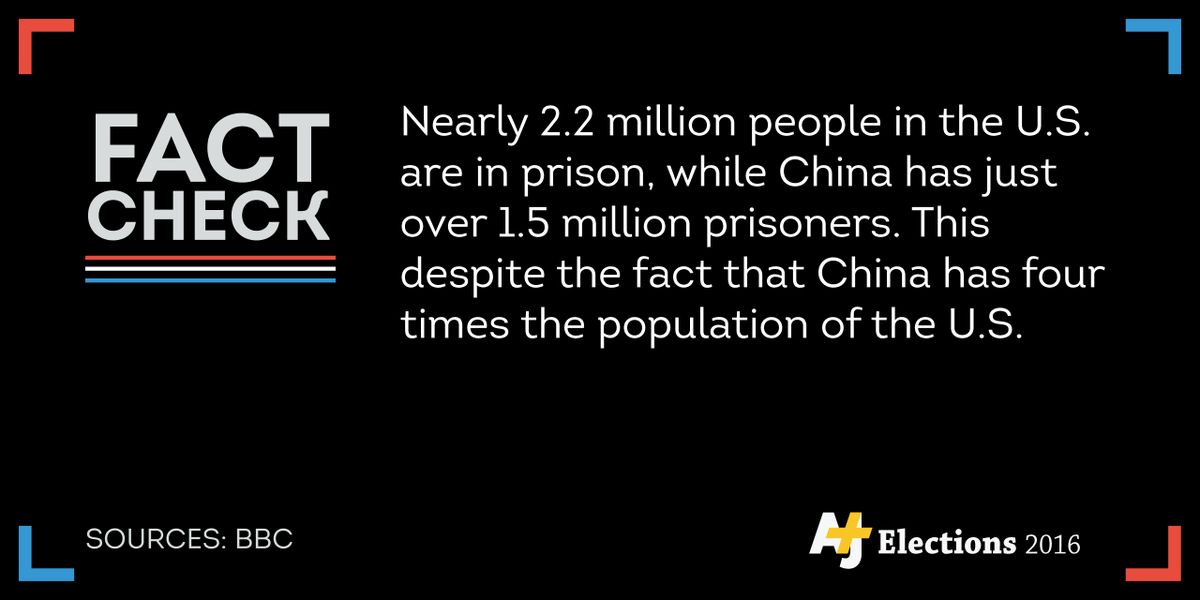 FACT
CHECK
Nearly 2.2 million people in the U.S.
are in prison, while China has just
over 1.5 million prisoners. This
despite the fact that China has four
times the population of the U.S.
SOURCES: BBC
AJ+ Elections 2016